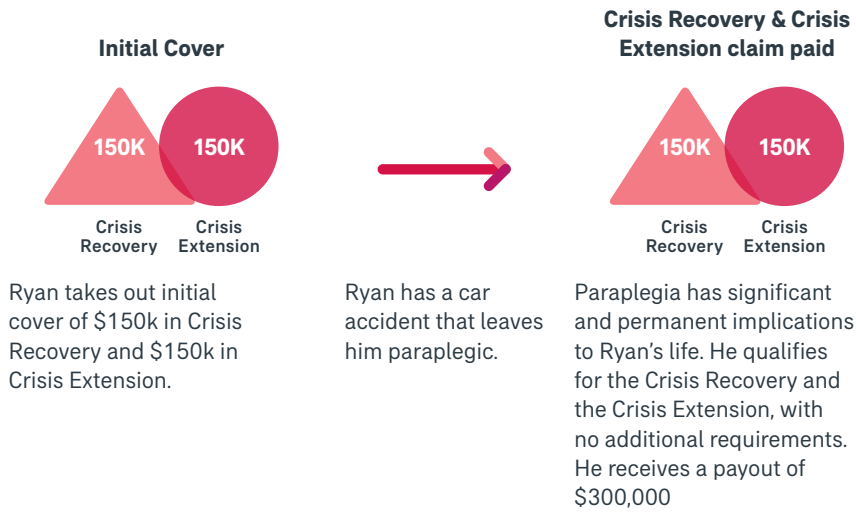 Initial Cover
150K
150K
Crisis
Recovery
Crisis
Extension
Ryan takes out initial
cover of $150k in Crisis
Recovery and $150k in
Crisis Extension.
Ryan has a car
accident that leaves
him paraplegic.
Crisis Recovery & Crisis
Extension claim paid
150K
150K
Crisis
Recovery
Crisis
Extension
Paraplegia has significant
and permanent implications
to Ryan's life. He qualifies
for the Crisis Recovery and
the Crisis Extension, with
no additional requirements.
He receives a payout of
$300,000